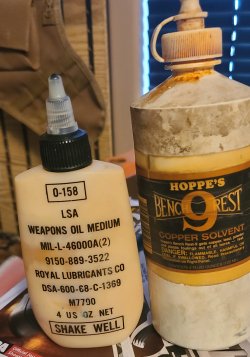 O-158
LSA
WEAPONS OIL MEDIUM
MIL-L-46000A(2)
9150-889-3522
ROYAL LUBRICANTS CO
DSA-600-68-C-1369
M7790
4 US OZ NET
SHAKE WELL
HOPPE'S
BENCH REST
9
COPPER SOLVENT